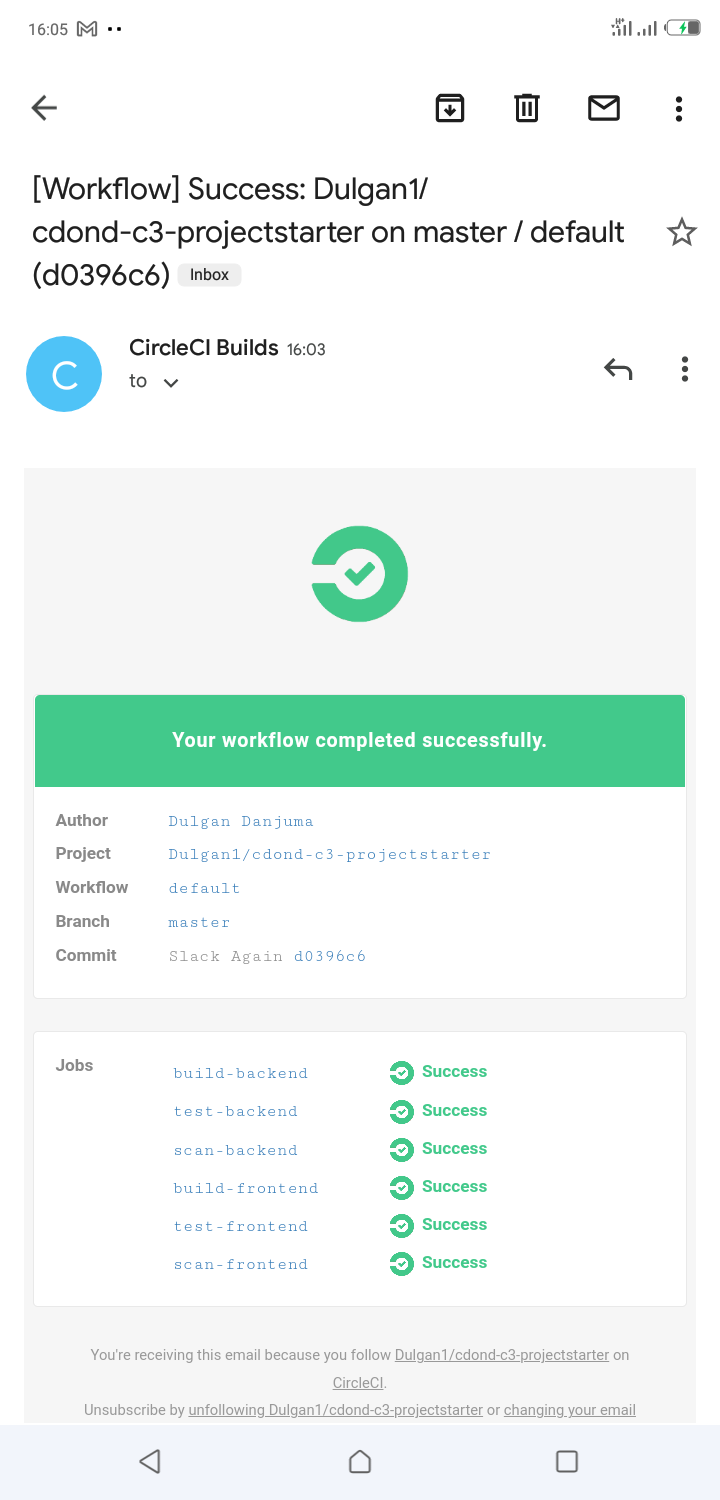 16:05
[Workflow] Success: Dulgan1/
cdond-c3-projectstarter on master / default
(d0396c6) Inbox
C
CircleCI Builds 16:03
to
Your workflow completed successfully.
Author Dulgan Danjuma
Project Dulgan1/cdond-c3-projectstarter
Workflow default
Branch master
Commit Slack Again d0396c6
Jobs
build-backend Success
test-backend Success
scan-backend Success
build-frontend Success
test-frontend Success
scan-frontend Success
You're receiving this email because you follow Dulgan1/cdond-c3-projectstarter on
CircleCI.
Unsubscribe by unfollowing Dulgan1/cdond-c3-projectstarter or changing your email